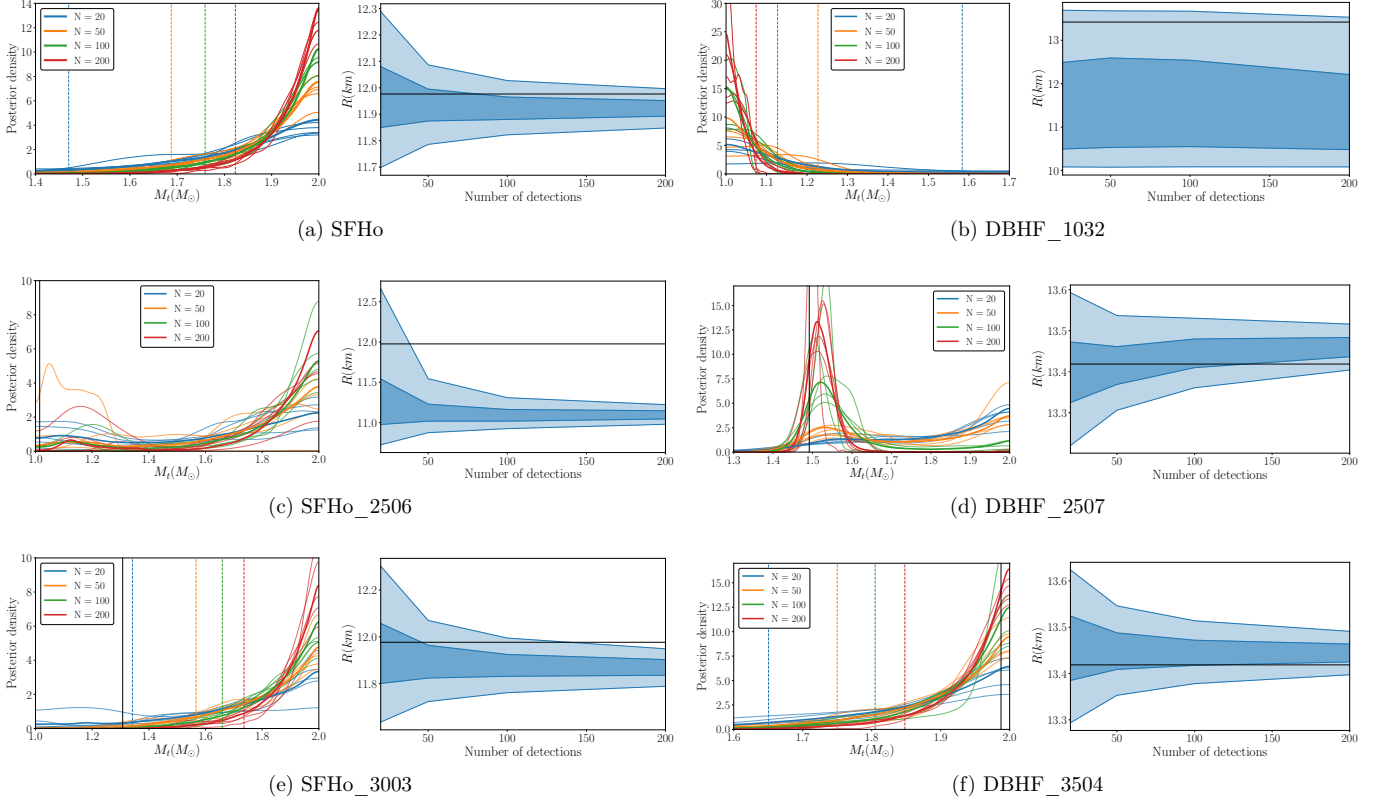 14
12
10
8
6
4
2
0
Posterior density
N = 20
N = 50
N = 100
N = 200
1.4 1.5 1.6 1.7 1.8 1.9 2.0
M_t(M_⊙)
12.3
12.2
12.1
12.0
11.9
11.8
11.7
R(km)
50 100 150 200
Number of detections
(a) SFHo
30
25
20
15
10
5
0
Posterior density
N = 20
N = 50
N = 100
N = 200
1.0 1.1 1.2 1.3 1.4 1.5 1.6 1.7
M_t(M_⊙)
13
12
11
10
R(km)
50 100 150 200
Number of detections
(b) DBHF_1032
10
8
6
4
2
0
Posterior density
N = 20
N = 50
N = 100
N = 200
1.0 1.2 1.4 1.6 1.8 2.0
M_t(M_⊙)
12.5
12.0
11.5
11.0
R(km)
50 100 150 200
Number of detections
(c) SFHo_2506
15.0
12.5
10.0
7.5
5.0
2.5
0.0
Posterior density
N = 20
N = 50
N = 100
N = 200
1.3 1.4 1.5 1.6 1.7 1.8 1.9 2.0
M_t(M_⊙)
13.6
13.5
13.4
13.3
R(km)
50 100 150 200
Number of detections
(d) DBHF_2507
10
8
6
4
2
0
Posterior density
N = 20
N = 50
N = 100
N = 200
1.0 1.2 1.4 1.6 1.8 2.0
M_t(M_⊙)
12.2
12.0
11.8
R(km)
50 100 150 200
Number of detections
(e) SFHo_3003
15.0
12.5
10.0
7.5
5.0
2.5
0.0
Posterior density
N = 20
N = 50
N = 100
N = 200
1.6 1.7 1.8 1.9 2.0
M_t(M_⊙)
13.6
13.5
13.4
13.3
R(km)
50 100 150 200
Number of detections
(f) DBHF_3504